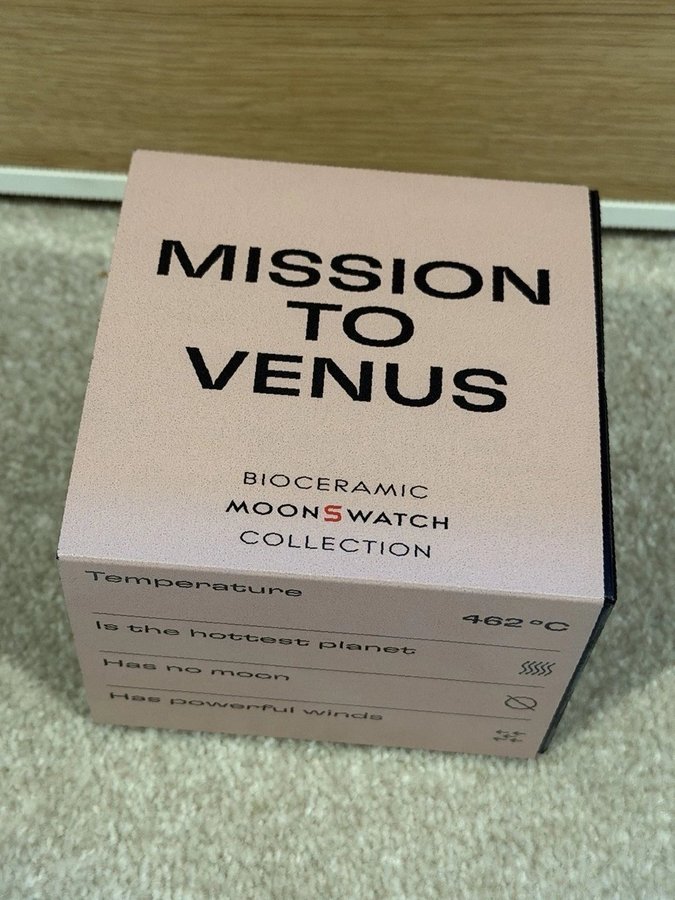 MISSION
TO
VENUS
BIOCERAMIC
MOONSWATCH
COLLECTION
Temperature 462°C
Is the hottest planet
Has no moon
Has powerful winds